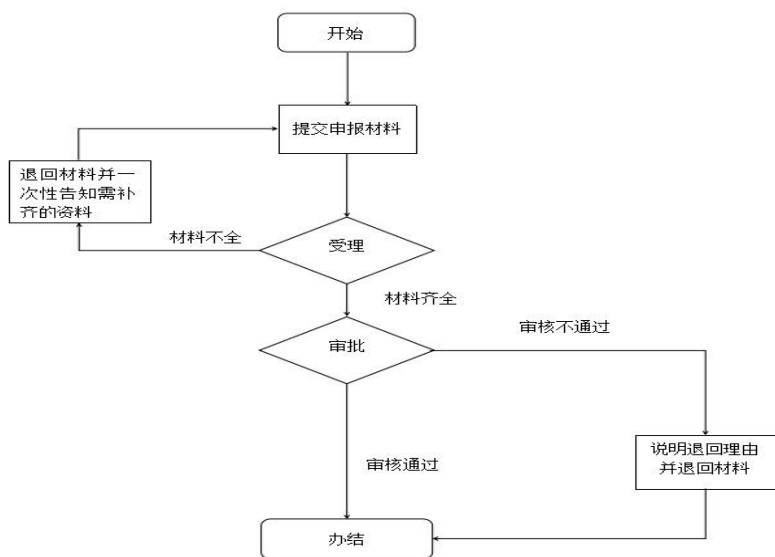 开始
提交申报材料
退回材料并一
次性告知需补
齐的资料
材料不全
受理
材料齐全
审批
审核不通过
说明退回理由
并退回材料
审核通过
办结